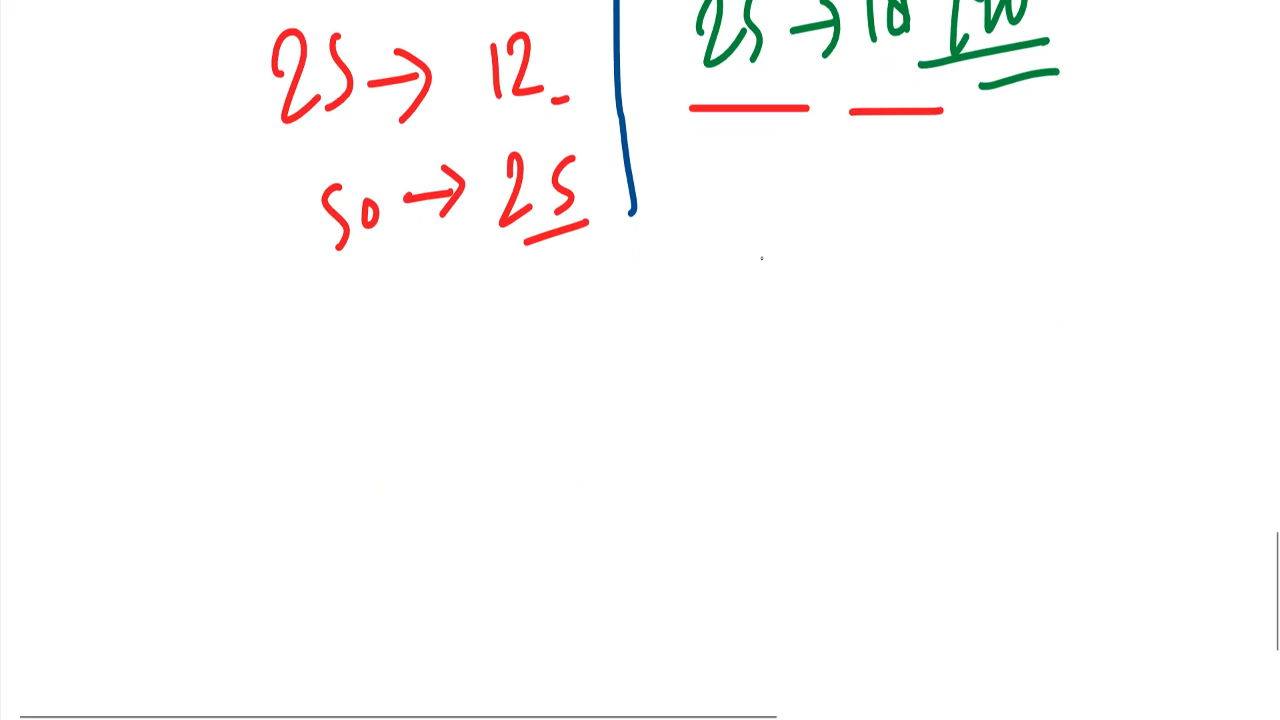 25 → 12
50 → 25
25 → 18